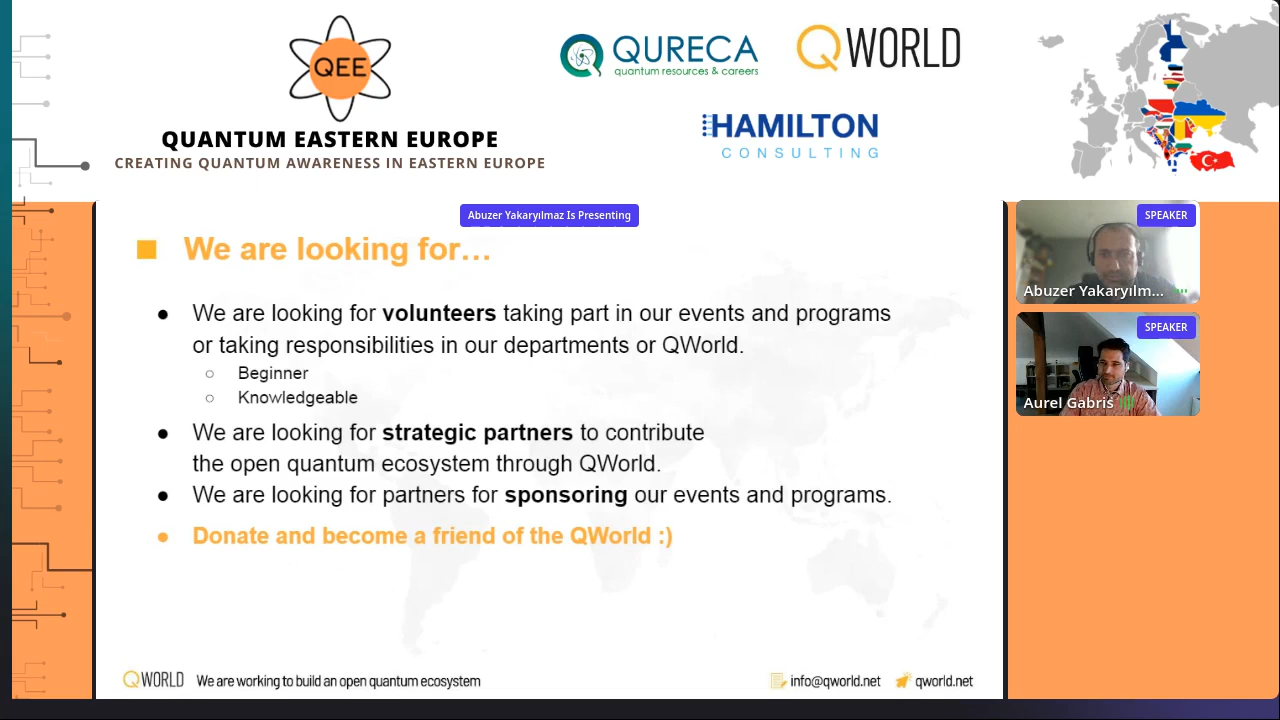 QEE
QUANTUM EASTERN EUROPE
CREATING QUANTUM AWARENESS IN EASTERN EUROPE
QURECA
quantum resources & careers
QWORLD
HAMILTON
CONSULTING
Abuzer Yakaryılmaz Is Presenting
We are looking for…
● We are looking for volunteers taking part in our events and programs
or taking responsibilities in our departments or QWorld.
○ Beginner
○ Knowledgeable
● We are looking for strategic partners to contribute
the open quantum ecosystem through QWorld.
● We are looking for partners for sponsoring our events and programs.
● Donate and become a friend of the QWorld :)
QWORLD We are working to build an open quantum ecosystem
info@qworld.net qworld.net
SPEAKER
Abuzer Yakaryılm...
SPEAKER
Aurel Gabris